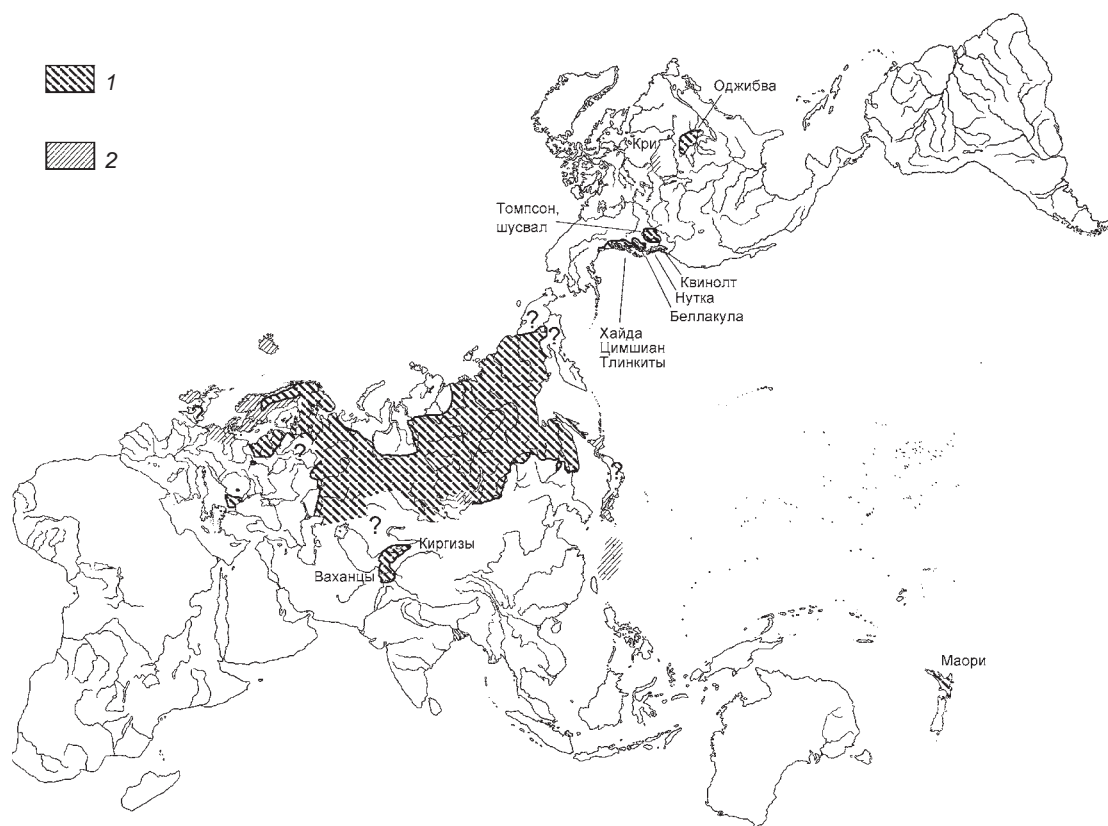 1
2
Оджибва
Кри
Томпсон,
шусвал
Квинолт
Нутка
Беллакула
Хайда
Цимшиан
Тлинкиты
?
?
?
?
?
?
Киргизы
Ваханцы
Маори